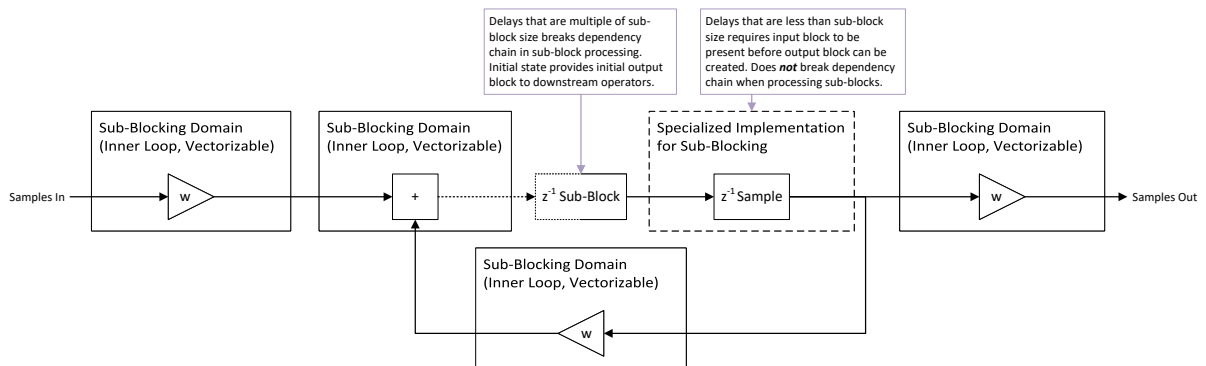 Delays that are multiple of sub-
block size breaks dependency
chain in sub-block processing.
Initial state provides initial output
block to downstream operators.
Delays that are less than sub-block
size requires input block to be
present before output block can be
created. Does not break dependency
chain when processing sub-blocks.
Sub-Blocking Domain
(Inner Loop, Vectorizable)
Sub-Blocking Domain
(Inner Loop, Vectorizable)
Specialized Implementation
for Sub-Blocking
Sub-Blocking Domain
(Inner Loop, Vectorizable)
Samples In
w
+
z⁻¹ Sub-Block
z⁻¹ Sample
w
Samples Out
Sub-Blocking Domain
(Inner Loop, Vectorizable)
w